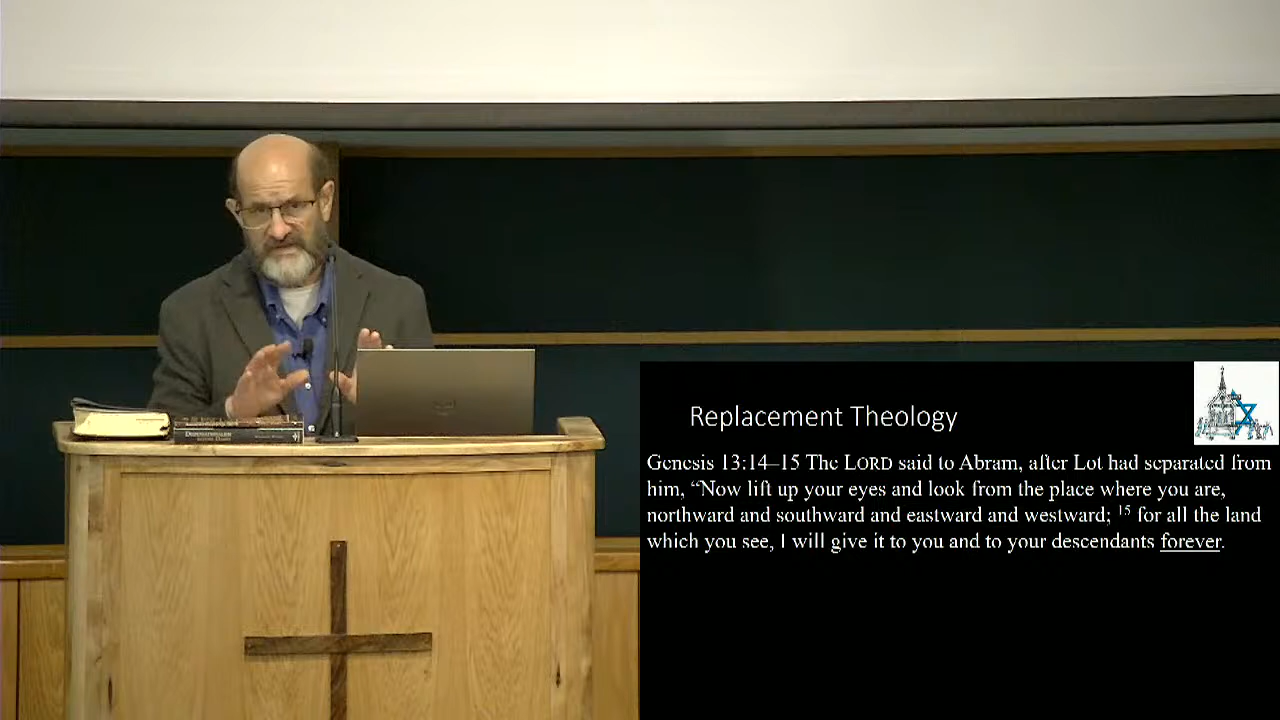 Replacement Theology
Genesis 13:14–15 The LORD said to Abram, after Lot had separated from
him, “Now lift up your eyes and look from the place where you are,
northward and southward and eastward and westward; 15 for all the land
which you see, I will give it to you and to your descendants forever.